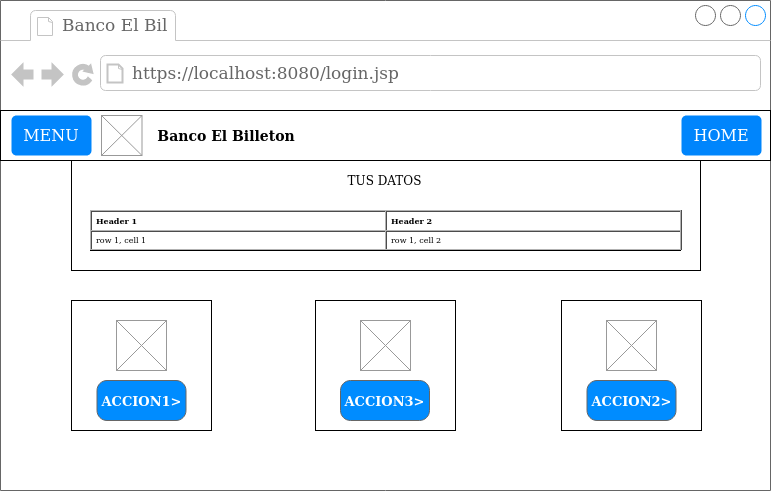 Banco El Bil
https://localhost:8080/login.jsp
MENU
Banco El Billeton
HOME
TUS DATOS
Header 1 Header 2
row 1, cell 1 row 1, cell 2
ACCION1> ACCION3> ACCION2>